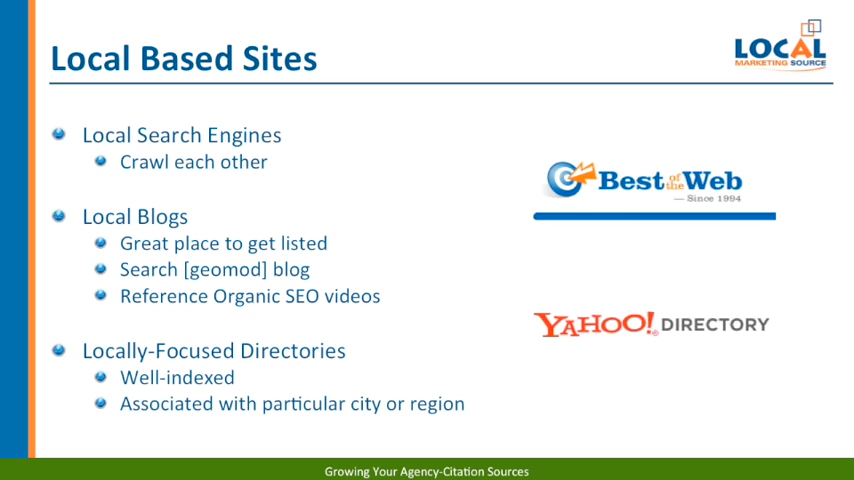 Local Based Sites
LOCAL
MARKETING SOURCE
Local Search Engines
Crawl each other
Local Blogs
Great place to get listed
Search [geomod] blog
Reference Organic SEO videos
Locally-Focused Directories
Well-indexed
Associated with particular city or region
Best of the Web
— Since 1994
YAHOO! DIRECTORY
Growing Your Agency-Citation Sources